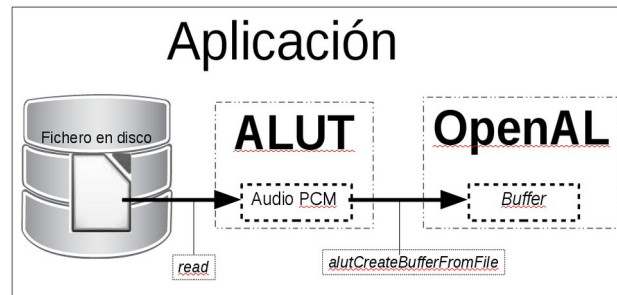 Aplicación
Fichero en disco
ALUT
OpenAL
Audio PCM
Buffer
read
alutCreateBufferFromFile